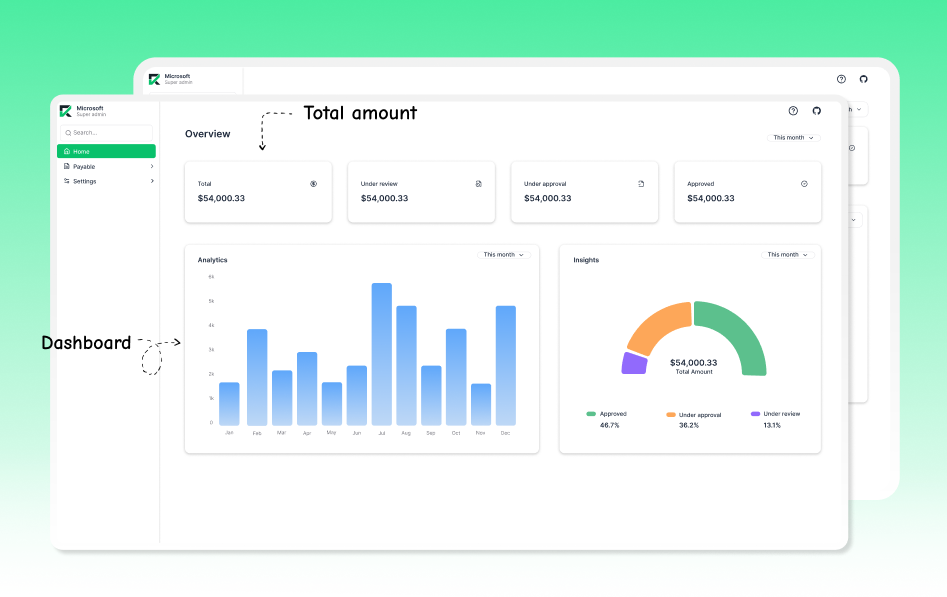 Microsoft
Super admin
h
Microsoft
Super admin
Total amount
Search...
Overview
This month
Home
Payable
Settings
Total
$54,000.33
Under review
$54,000.33
Under approval
$54,000.33
Approved
$54,000.33
Analytics
This month
6k
5k
4k
3k
2k
1k
0
Jan Feb Mar Apr May Jun Jul Aug Sep Oct Nov Dec
Insights
This month
$54,000.33
Total Amount
Approved
46.7%
Under approval
36.2%
Under review
13.1%
Dashboard